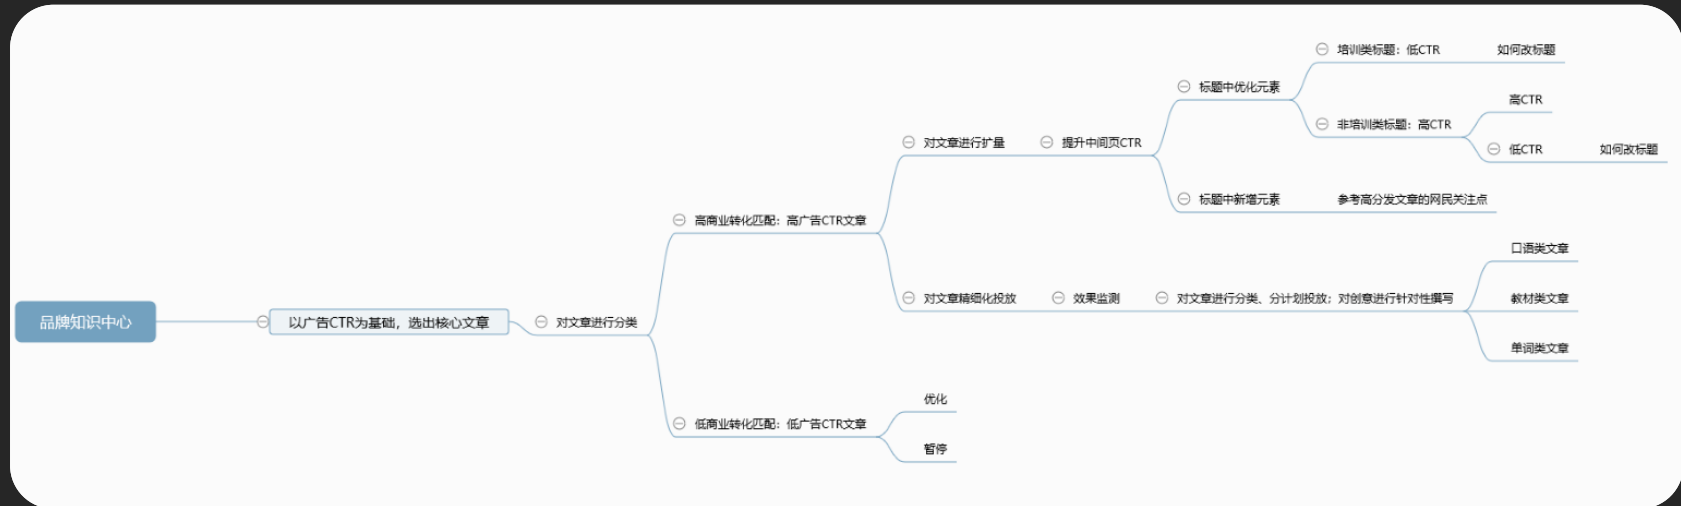 培训类标题：低CTR
如何改标题
标题中优化元素
高CTR
非培训类标题：高CTR
对文章进行扩量
提升中间页CTR
低CTR
如何改标题
标题中新增元素
参考高分发文章的网民关注点
高商业转化匹配：高广告CTR文章
口语类文章
对文章精细化投放
效果监测
对文章进行分类、分计划投放；对创意进行针对性撰写
教材类文章
品牌知识中心
以广告CTR为基础，选出核心文章
对文章进行分类
单词类文章
优化
低商业转化匹配：低广告CTR文章
暂停